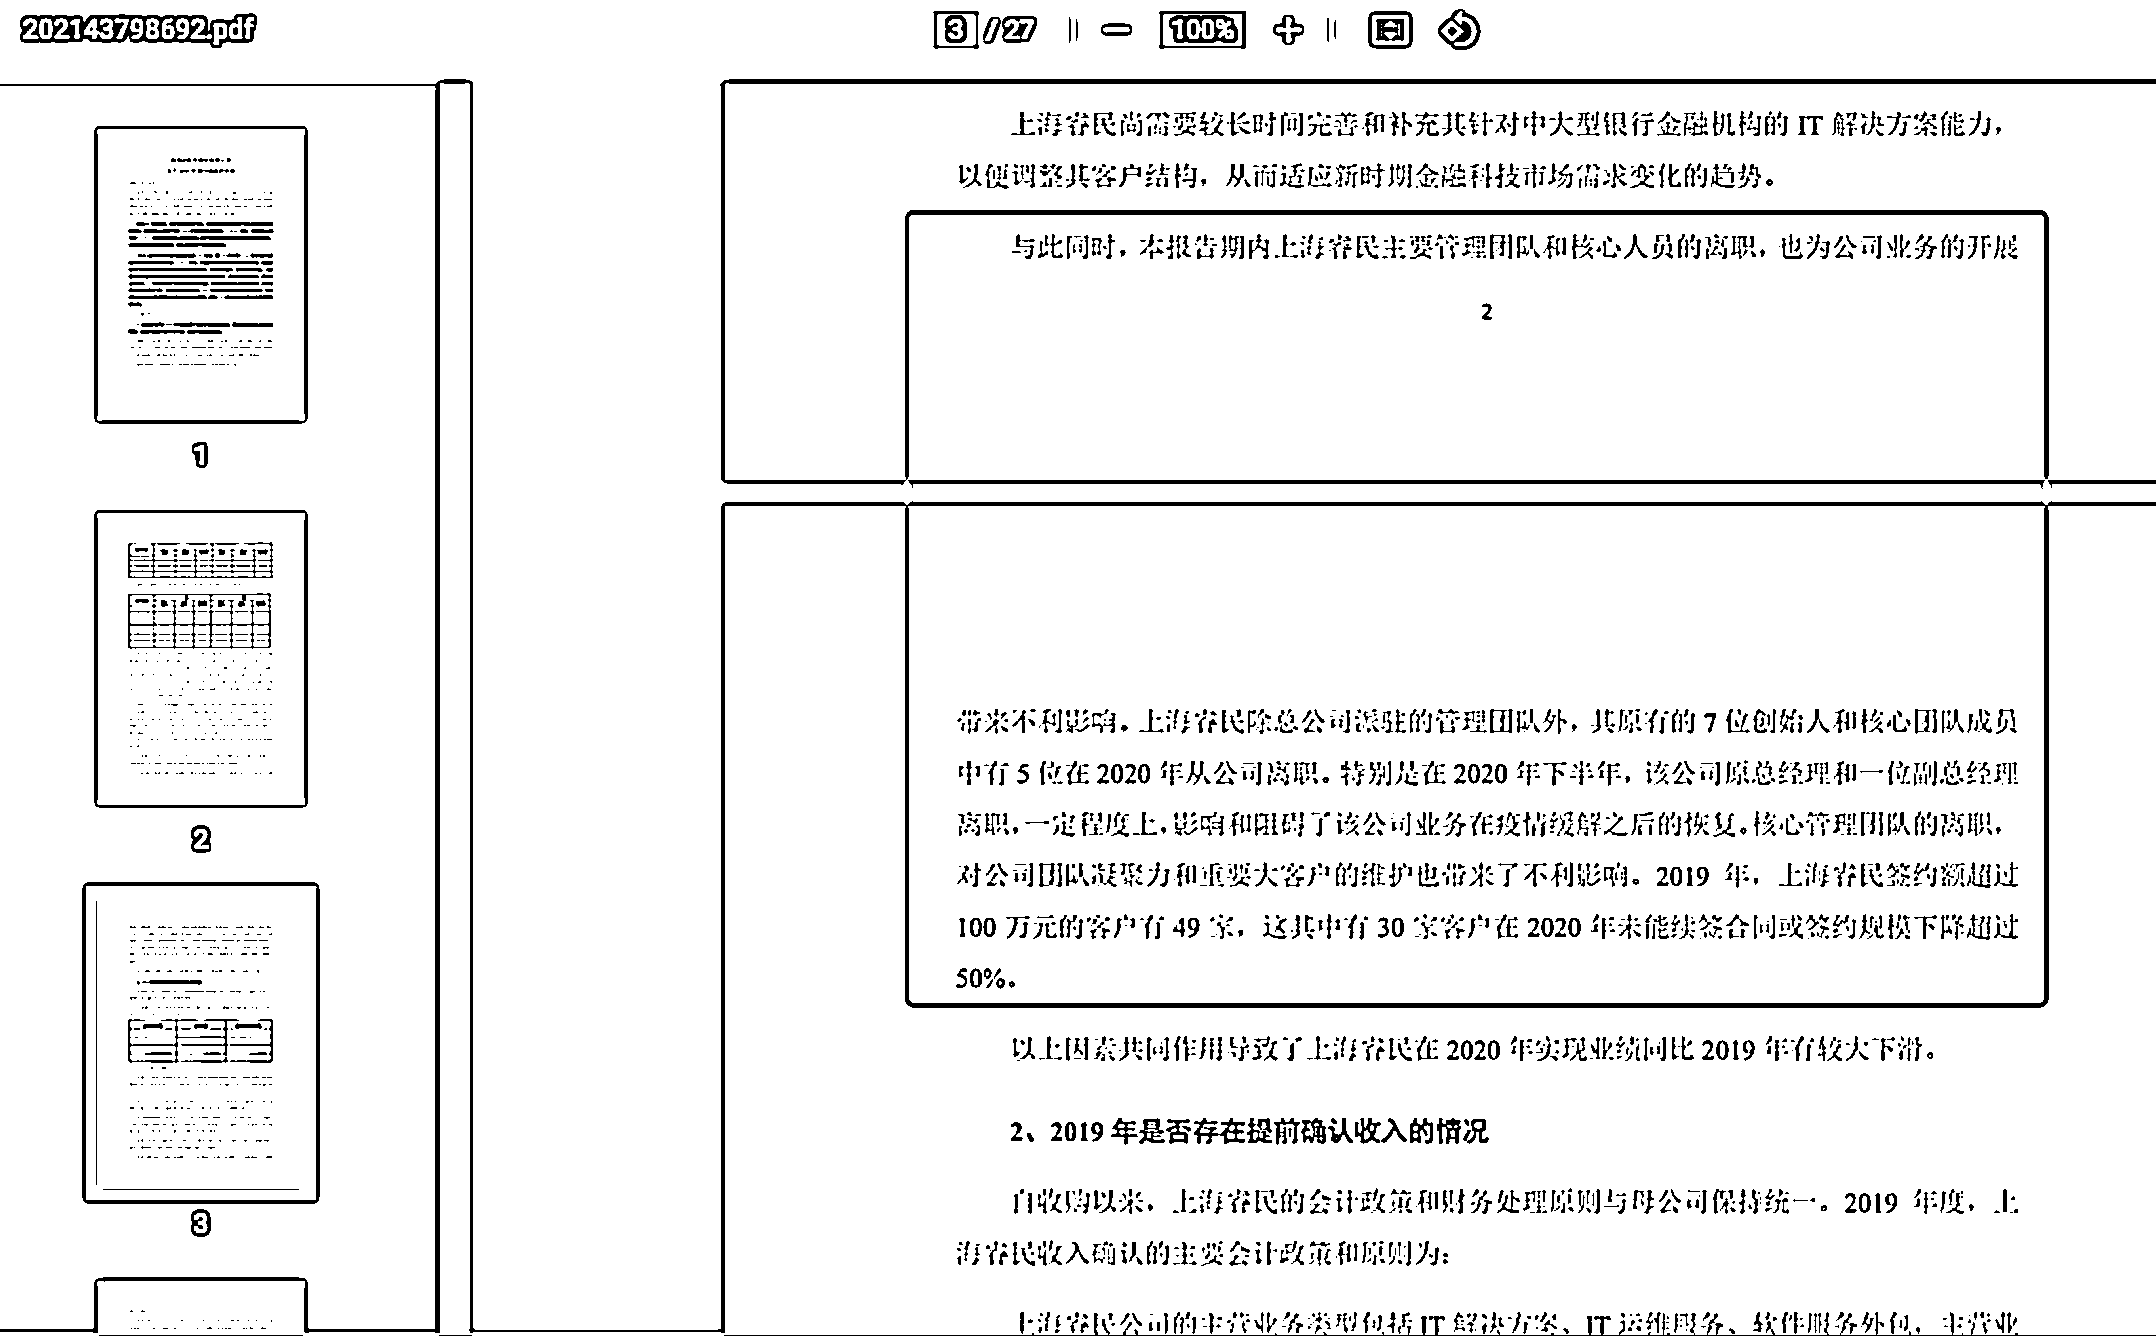 202143798692.pdf
3 / 27
100%
1
2
3
上海睿民尚需要较长时间完善和补充其针对中大型银行金融机构的 IT 解决方案能力，
以便调整其客户结构，从而适应新时期金融科技市场需求变化的趋势。
与此同时，本报告期内上海睿民主要管理团队和核心人员的离职，也为公司业务的开展
2
带来不利影响。上海睿民除总公司派驻的管理团队外，其原有的 7 位创始人和核心团队成员
中有 5 位在 2020 年从公司离职。特别是在 2020 年下半年，该公司原总经理和一位副总经理
离职，一定程度上，影响和阻碍了该公司业务在疫情缓解之后的恢复。核心管理团队的离职，
对公司团队凝聚力和重要大客户的维护也带来了不利影响。2019 年，上海睿民签约额超过
100 万元的客户有 49 家，这其中有 30 家客户在 2020 年未能续签合同或签约规模下降超过
50%。
以上因素共同作用导致了上海睿民在 2020 年实现业绩同比 2019 年有较大下滑。
2、2019 年是否存在提前确认收入的情况
自收购以来，上海睿民的会计政策和财务处理原则与母公司保持统一。2019 年度，上
海睿民收入确认的主要会计政策和原则为：
上海睿民公司的主营业务类型包括 IT 解决方案、IT 运维服务、软件服务外包，主营业